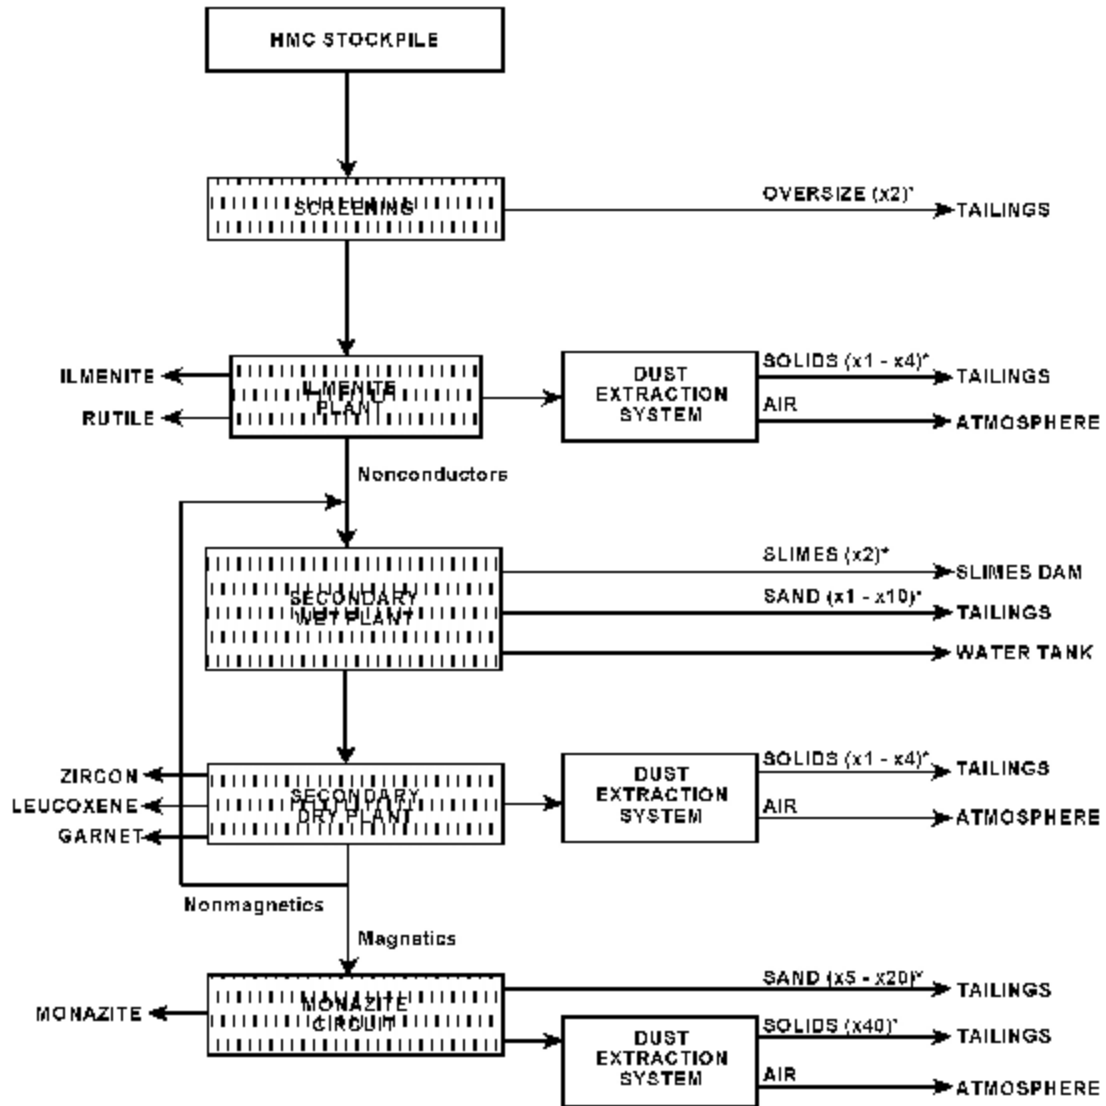 HMC STOCKPILE
SCREENING
OVERSIZE (x2)*
TAILINGS
ILMENITE
RUTILE
ILMENITE
PLANT
DUST
EXTRACTION
SYSTEM
SOLIDS (x1 - x4)*
TAILINGS
AIR
ATMOSPHERE
Nonconductors
SECONDARY
WET PLANT
SLIMES (x2)*
SLIMES DAM
SAND (x1 - x10)*
TAILINGS
WATER TANK
ZIRCON
LEUCOXENE
GARNET
SECONDARY
DRY PLANT
DUST
EXTRACTION
SYSTEM
SOLIDS (x1 - x4)*
TAILINGS
AIR
ATMOSPHERE
Nonmagnetics
Magnetics
MONAZITE
MONAZITE
CIRCUIT
SAND (x5 - x20)*
TAILINGS
DUST
EXTRACTION
SYSTEM
SOLIDS (x40)*
TAILINGS
AIR
ATMOSPHERE